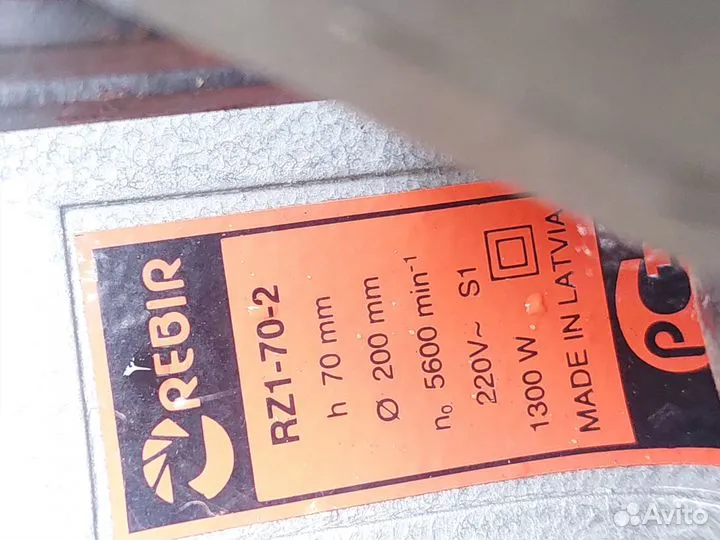 REBIR
RZ1-70-2
h 70 mm
Ø 200 mm
n₀ 5600 min⁻¹
220V~ S1
1300 W
MADE IN LATVIA
Avito